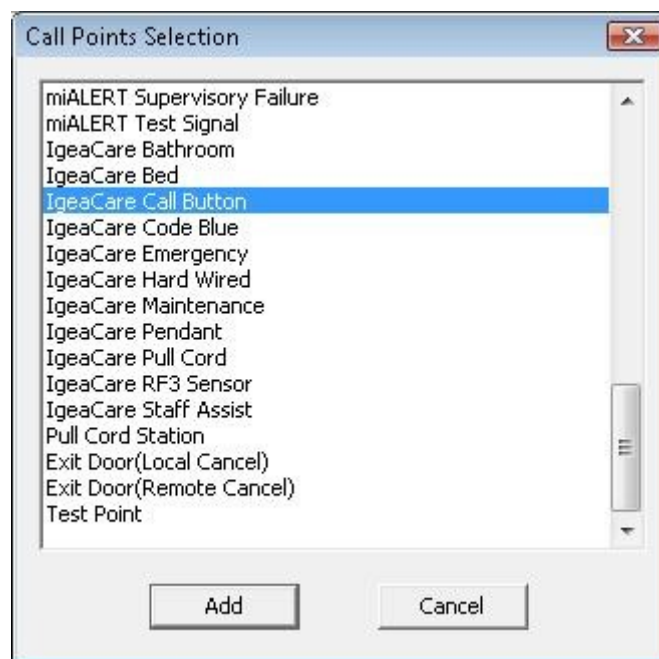 Call Points Selection
miALERT Supervisory Failure
miALERT Test Signal
IgeaCare Bathroom
IgeaCare Bed
IgeaCare Call Button
IgeaCare Code Blue
IgeaCare Emergency
IgeaCare Hard Wired
IgeaCare Maintenance
IgeaCare Pendant
IgeaCare Pull Cord
IgeaCare RF3 Sensor
IgeaCare Staff Assist
Pull Cord Station
Exit Door(Local Cancel)
Exit Door(Remote Cancel)
Test Point
Add Cancel